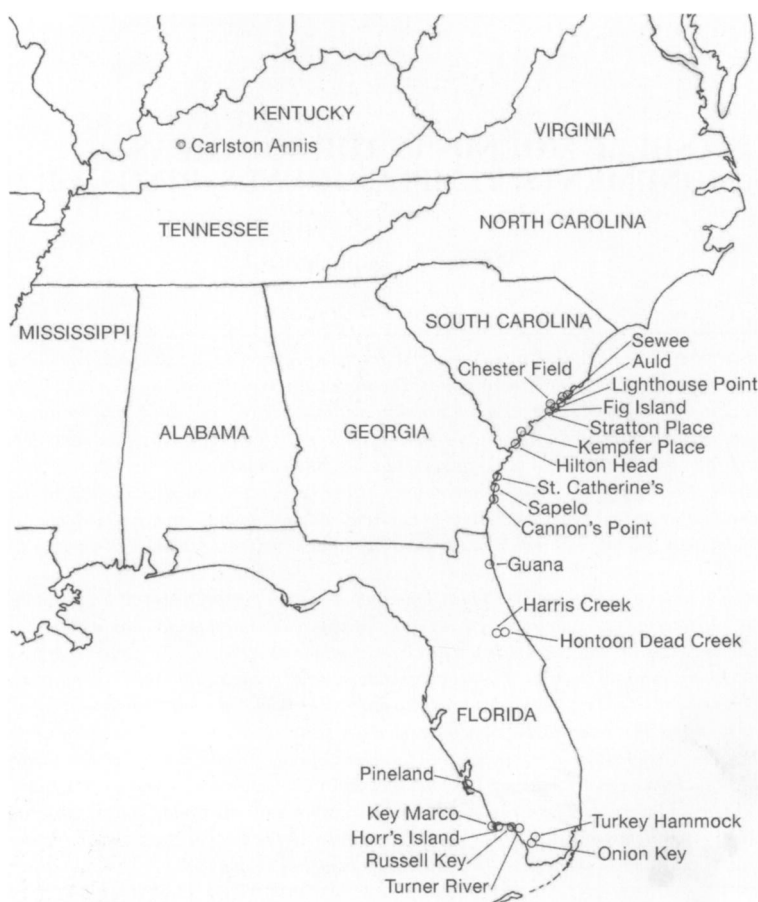 KENTUCKY
Carlston Annis
VIRGINIA
TENNESSEE
NORTH CAROLINA
MISSISSIPPI
SOUTH CAROLINA
Sewee
Auld
Chester Field
Lighthouse Point
Fig Island
ALABAMA
GEORGIA
Stratton Place
Kempfer Place
Hilton Head
St. Catherine's
Sapelo
Cannon's Point
Guana
Harris Creek
Hontoon Dead Creek
FLORIDA
Pineland
Key Marco
Turkey Hammock
Horr's Island
Onion Key
Russell Key
Turner River